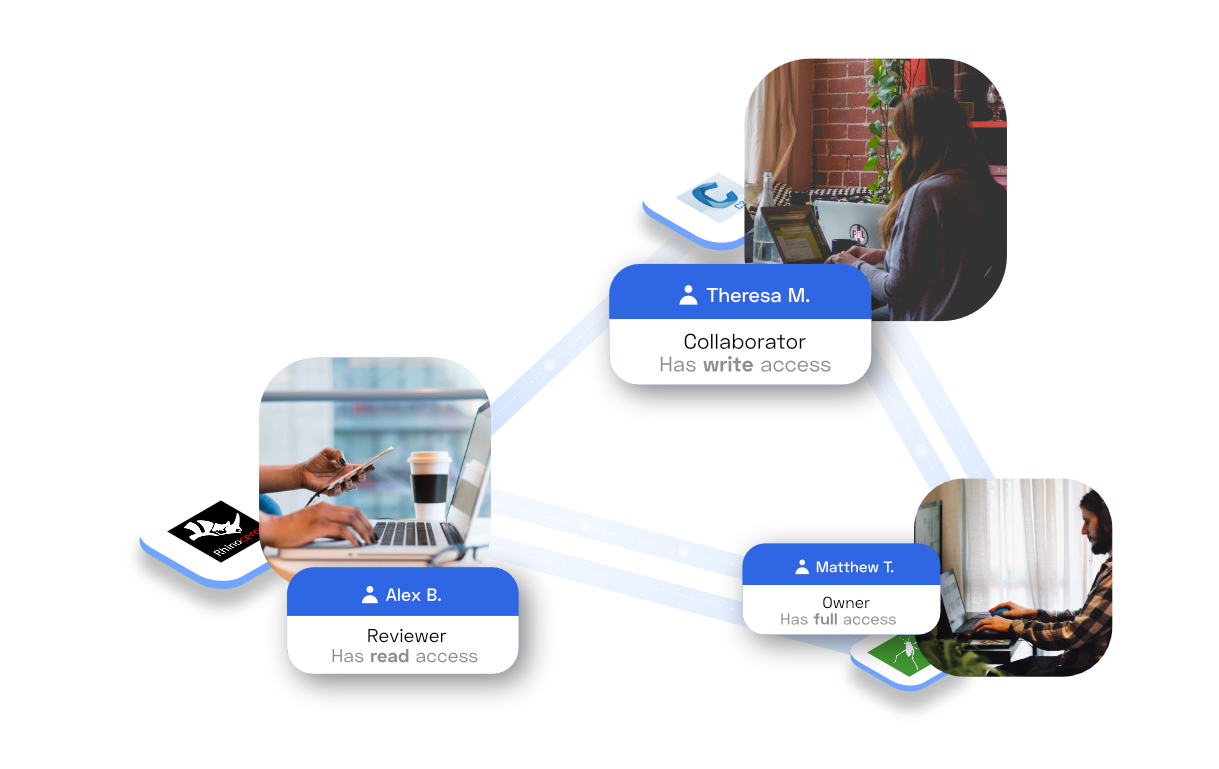 Theresa M.
Collaborator
Has write access
Alex B.
Reviewer
Has read access
Matthew T.
Owner
Has full access